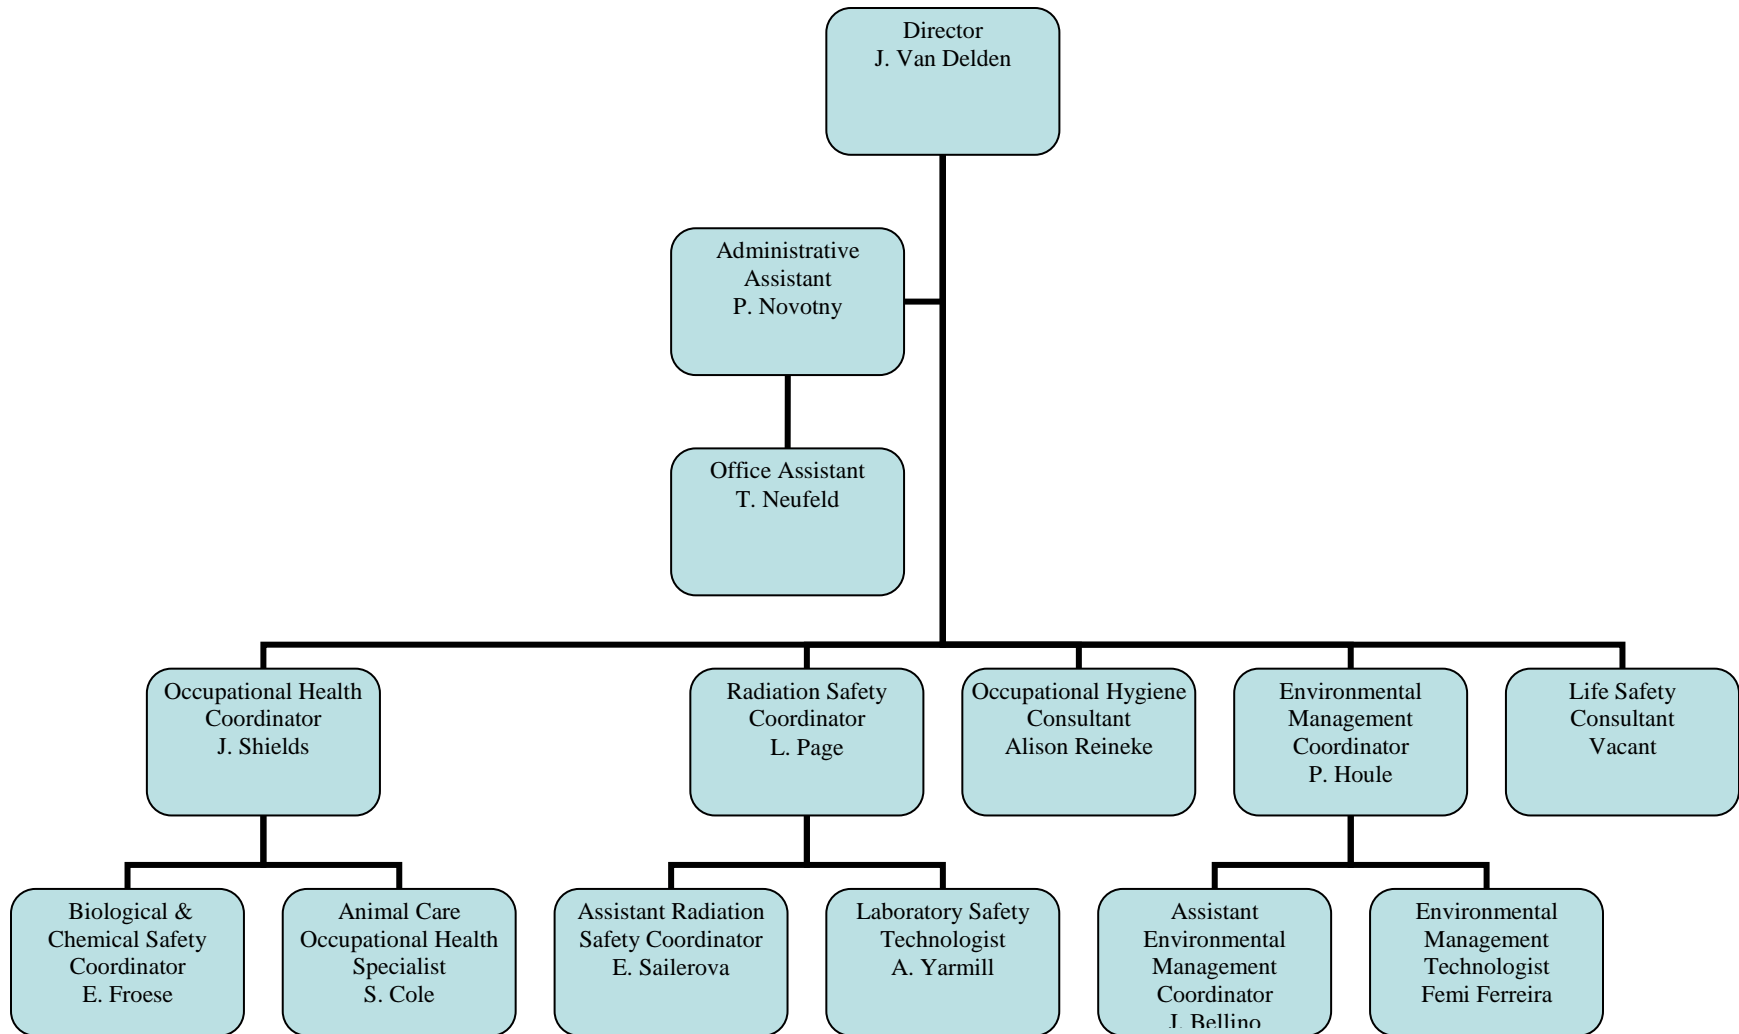 Director
J. Van Delden
Administrative
Assistant
P. Novotny
Office Assistant
T. Neufeld
Occupational Health
Coordinator
J. Shields
Radiation Safety
Coordinator
L. Page
Occupational Hygiene
Consultant
Alison Reineke
Environmental
Management
Coordinator
P. Houle
Life Safety
Consultant
Vacant
Biological &
Chemical Safety
Coordinator
E. Froese
Animal Care
Occupational Health
Specialist
S. Cole
Assistant Radiation
Safety Coordinator
E. Sailerova
Laboratory Safety
Technologist
A. Yarmill
Assistant
Environmental
Management
Coordinator
J. Bellino
Environmental
Management
Technologist
Femi Ferreira